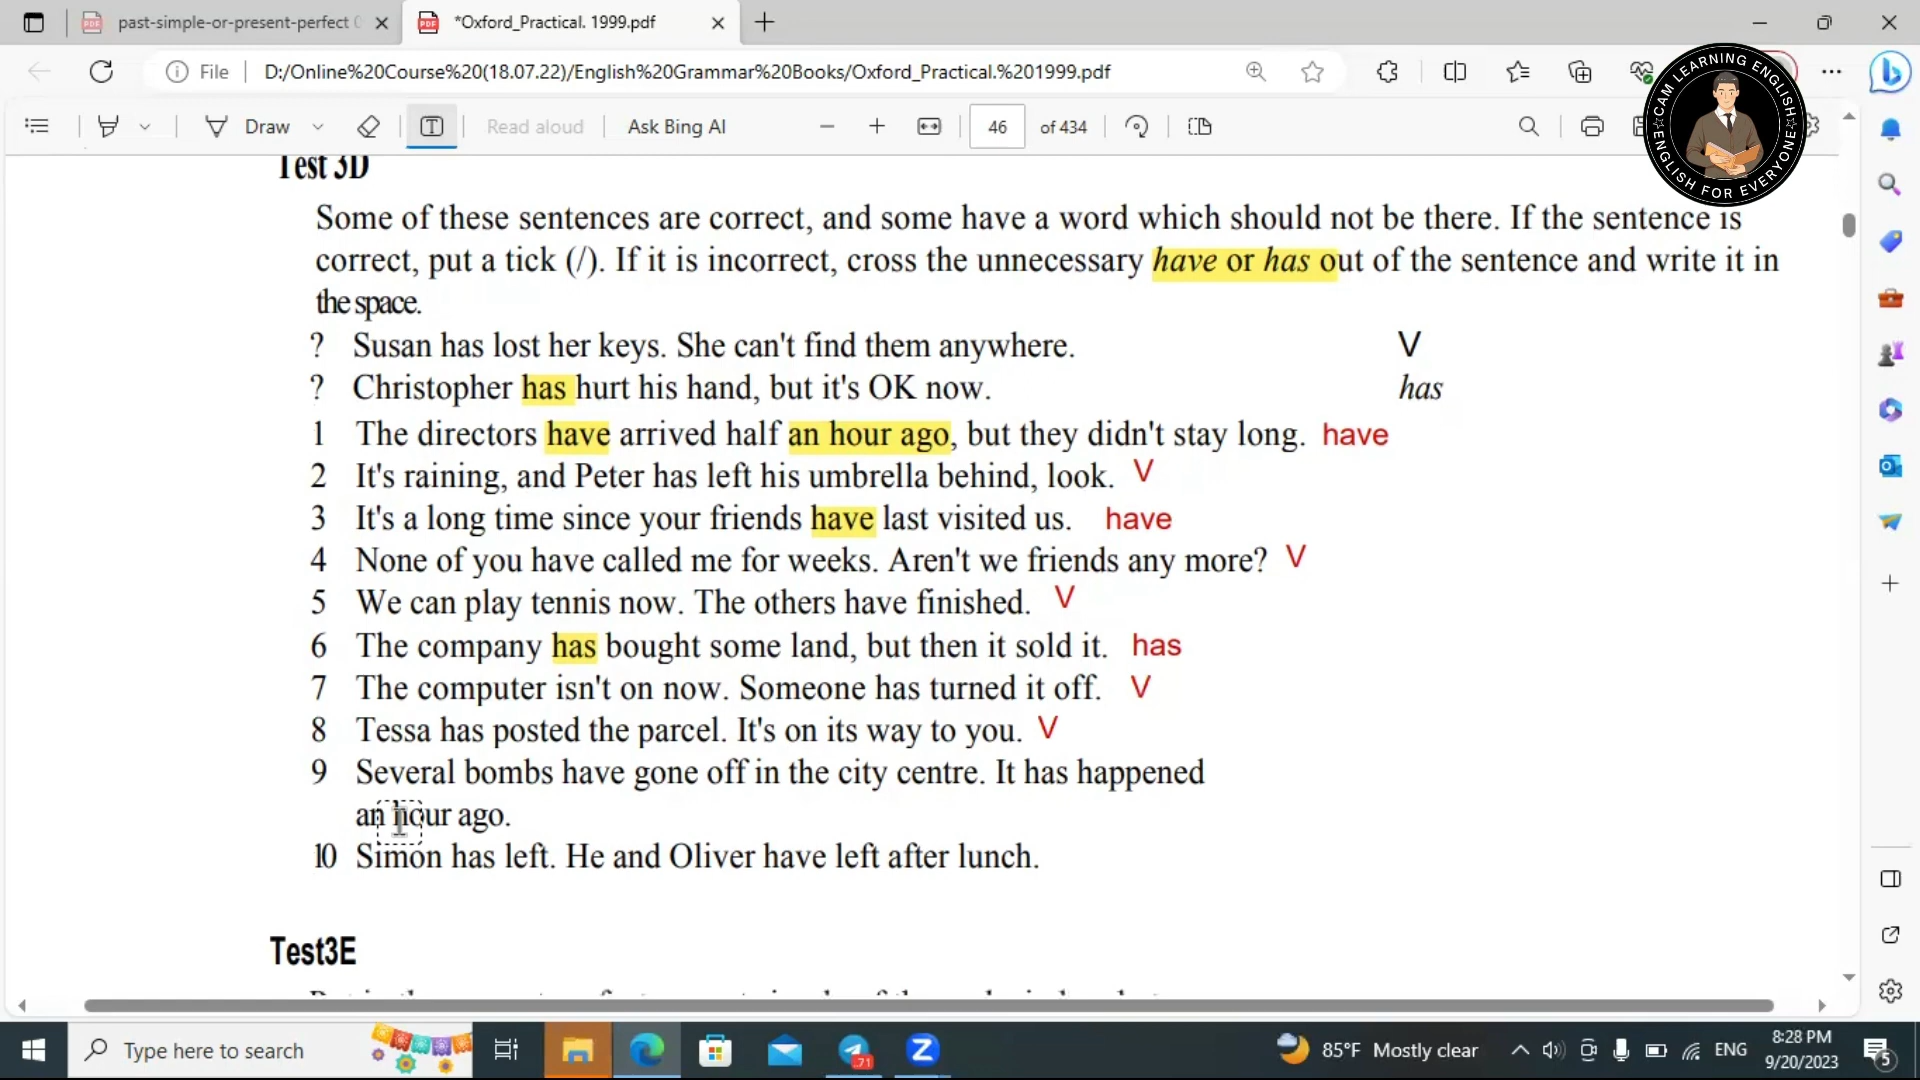 past-simple-or-present-perfect
*Oxford_Practical. 1999.pdf
File
D:/Online%20Course%20(18.07.22)/English%20Grammar%20Books/Oxford_Practical.%201999.pdf
Draw
Read aloud
Ask Bing AI
46
of 434
CAM LEARNING ENGLISH
ENGLISH FOR EVERYONE
Test 3D
Some of these sentences are correct, and some have a word which should not be there. If the sentence is
correct, put a tick (/). If it is incorrect, cross the unnecessary have or has out of the sentence and write it in
the space.
? Susan has lost her keys. She can't find them anywhere. V
? Christopher has hurt his hand, but it's OK now. has
1 The directors have arrived half an hour ago, but they didn't stay long. have
2 It's raining, and Peter has left his umbrella behind, look. V
3 It's a long time since your friends have last visited us. have
4 None of you have called me for weeks. Aren't we friends any more? V
5 We can play tennis now. The others have finished. V
6 The company has bought some land, but then it sold it. has
7 The computer isn't on now. Someone has turned it off. V
8 Tessa has posted the parcel. It's on its way to you. V
9 Several bombs have gone off in the city centre. It has happened
an hour ago.
10 Simon has left. He and Oliver have left after lunch.
Test3E
Type here to search
71
85°F Mostly clear
ENG
8:28 PM
9/20/2023
5